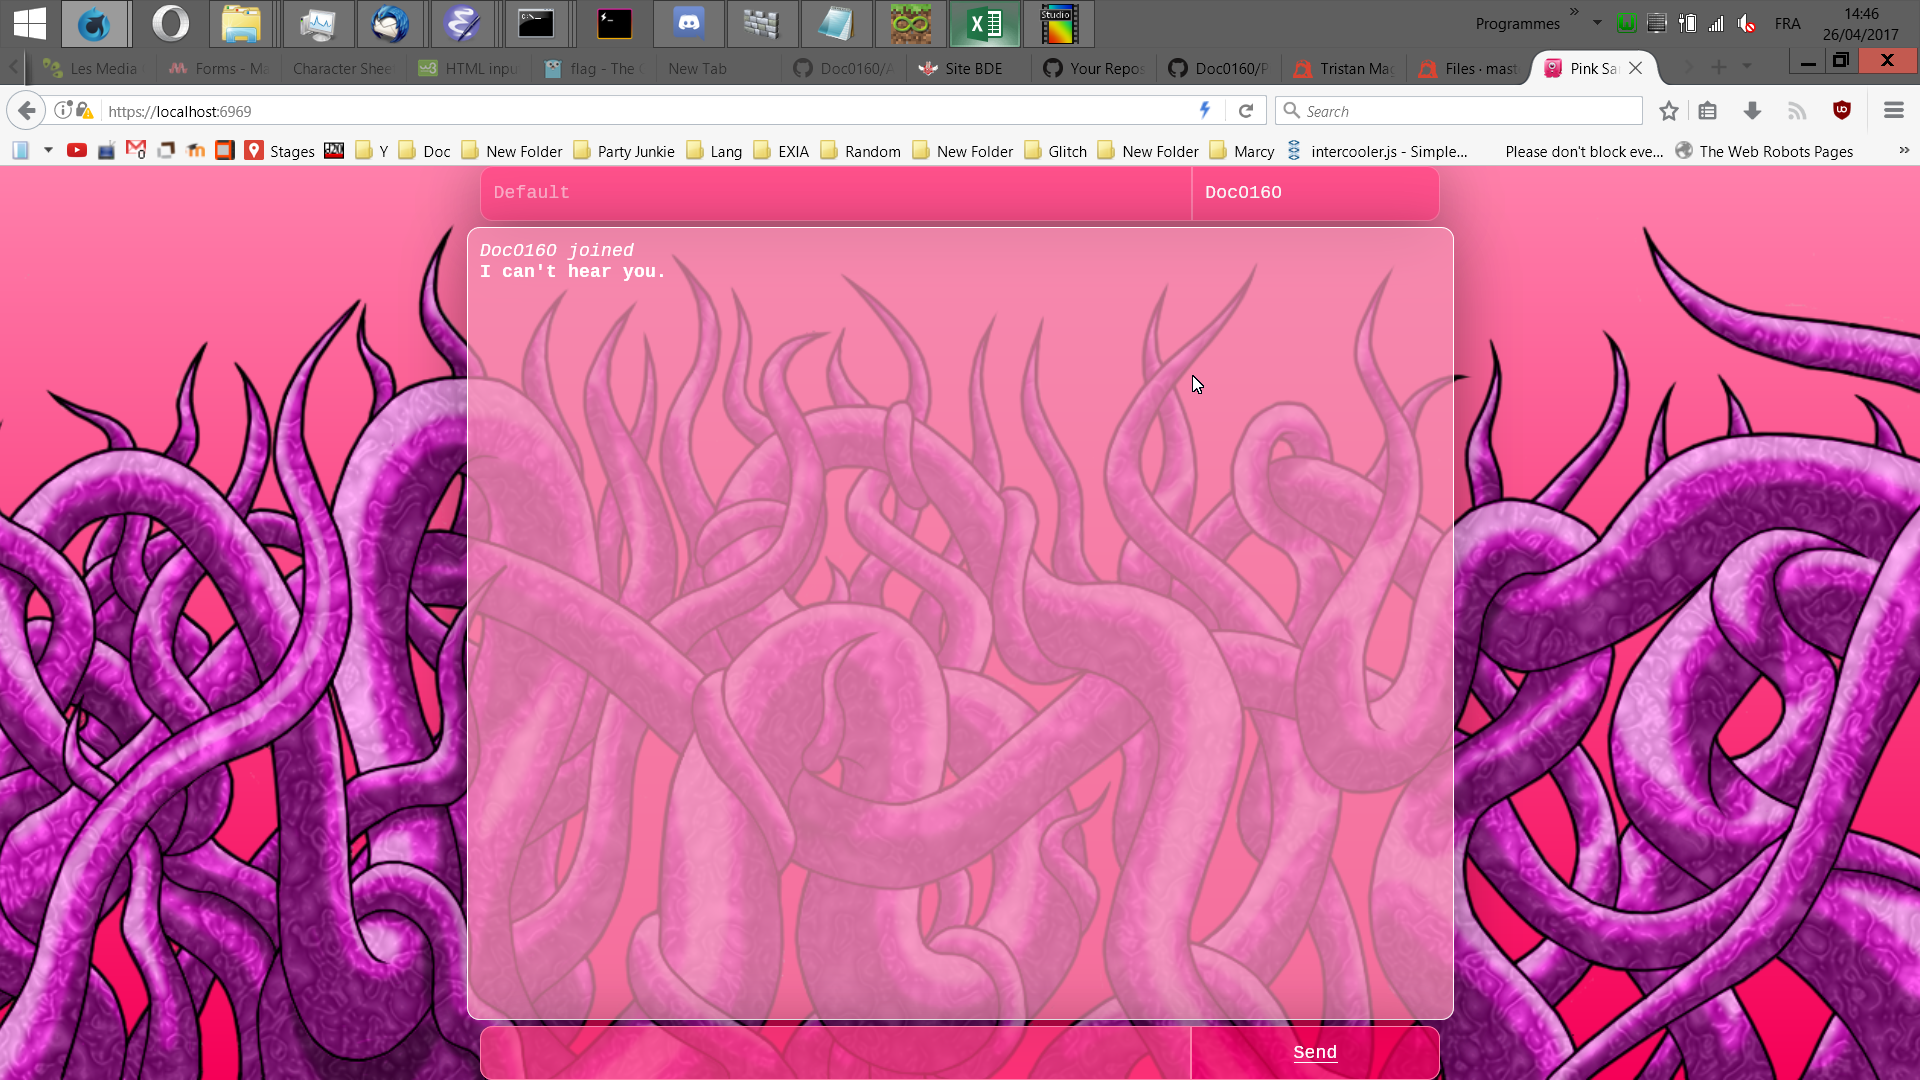 Studio
Programmes
FRA
14:46
26/04/2017
Les Media
Forms - Ma
Character Shee
HTML inpu
flag - The G
New Tab
Doc0160/A
Site BDE
Your Repos
Doc0160/P
Tristan Mag
Files · mast
Pink Sa
https://localhost:6969
Search
Stages
Y
Doc
New Folder
Party Junkie
Lang
EXIA
Random
New Folder
Glitch
New Folder
Marcy
intercooler.js - Simple...
Please don't block eve...
The Web Robots Pages
Default
DocO16O
DocO16O joined
I can't hear you.
Send